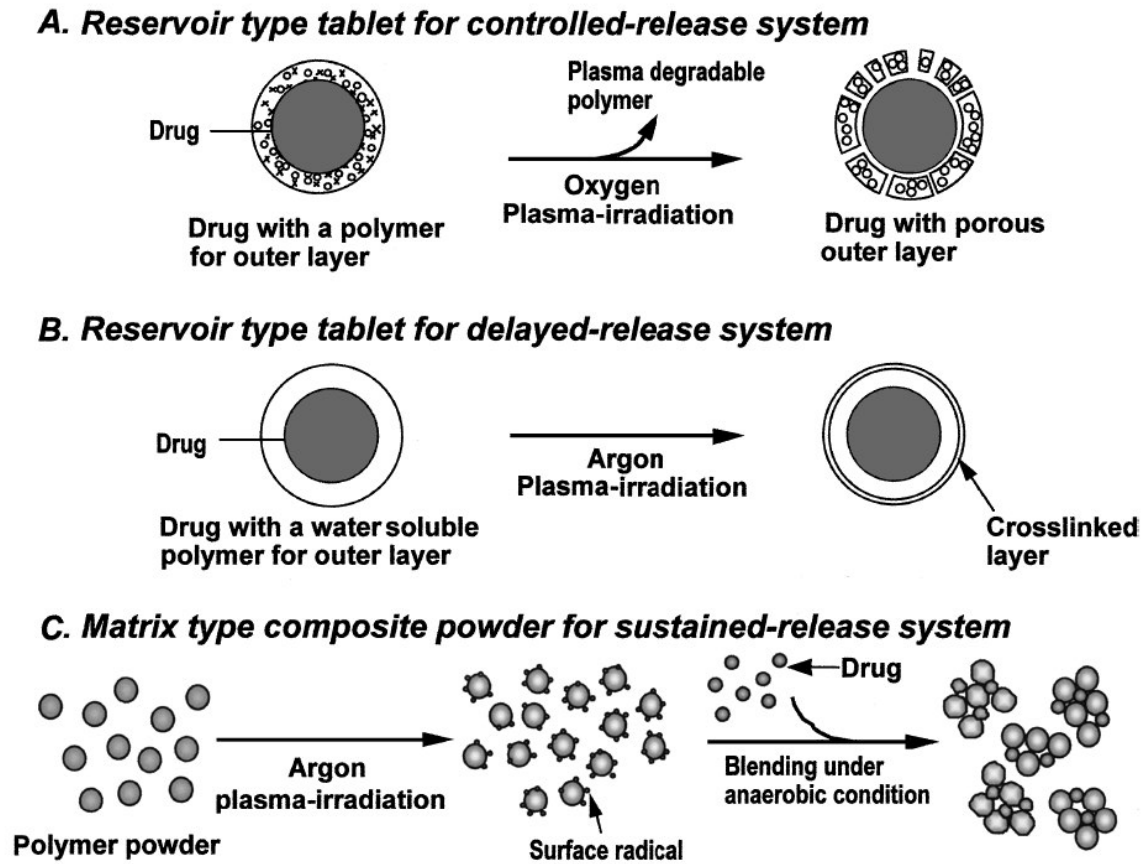 A. Reservoir type tablet for controlled-release system
Plasma degradable
polymer
Drug
Oxygen
Plasma-irradiation
Drug with a polymer
for outer layer
Drug with porous
outer layer
B. Reservoir type tablet for delayed-release system
Drug
Argon
Plasma-irradiation
Drug with a water soluble
polymer for outer layer
Crosslinked
layer
C. Matrix type composite powder for sustained-release system
Drug
Argon
plasma-irradiation
Blending under
anaerobic condition
Polymer powder
Surface radical